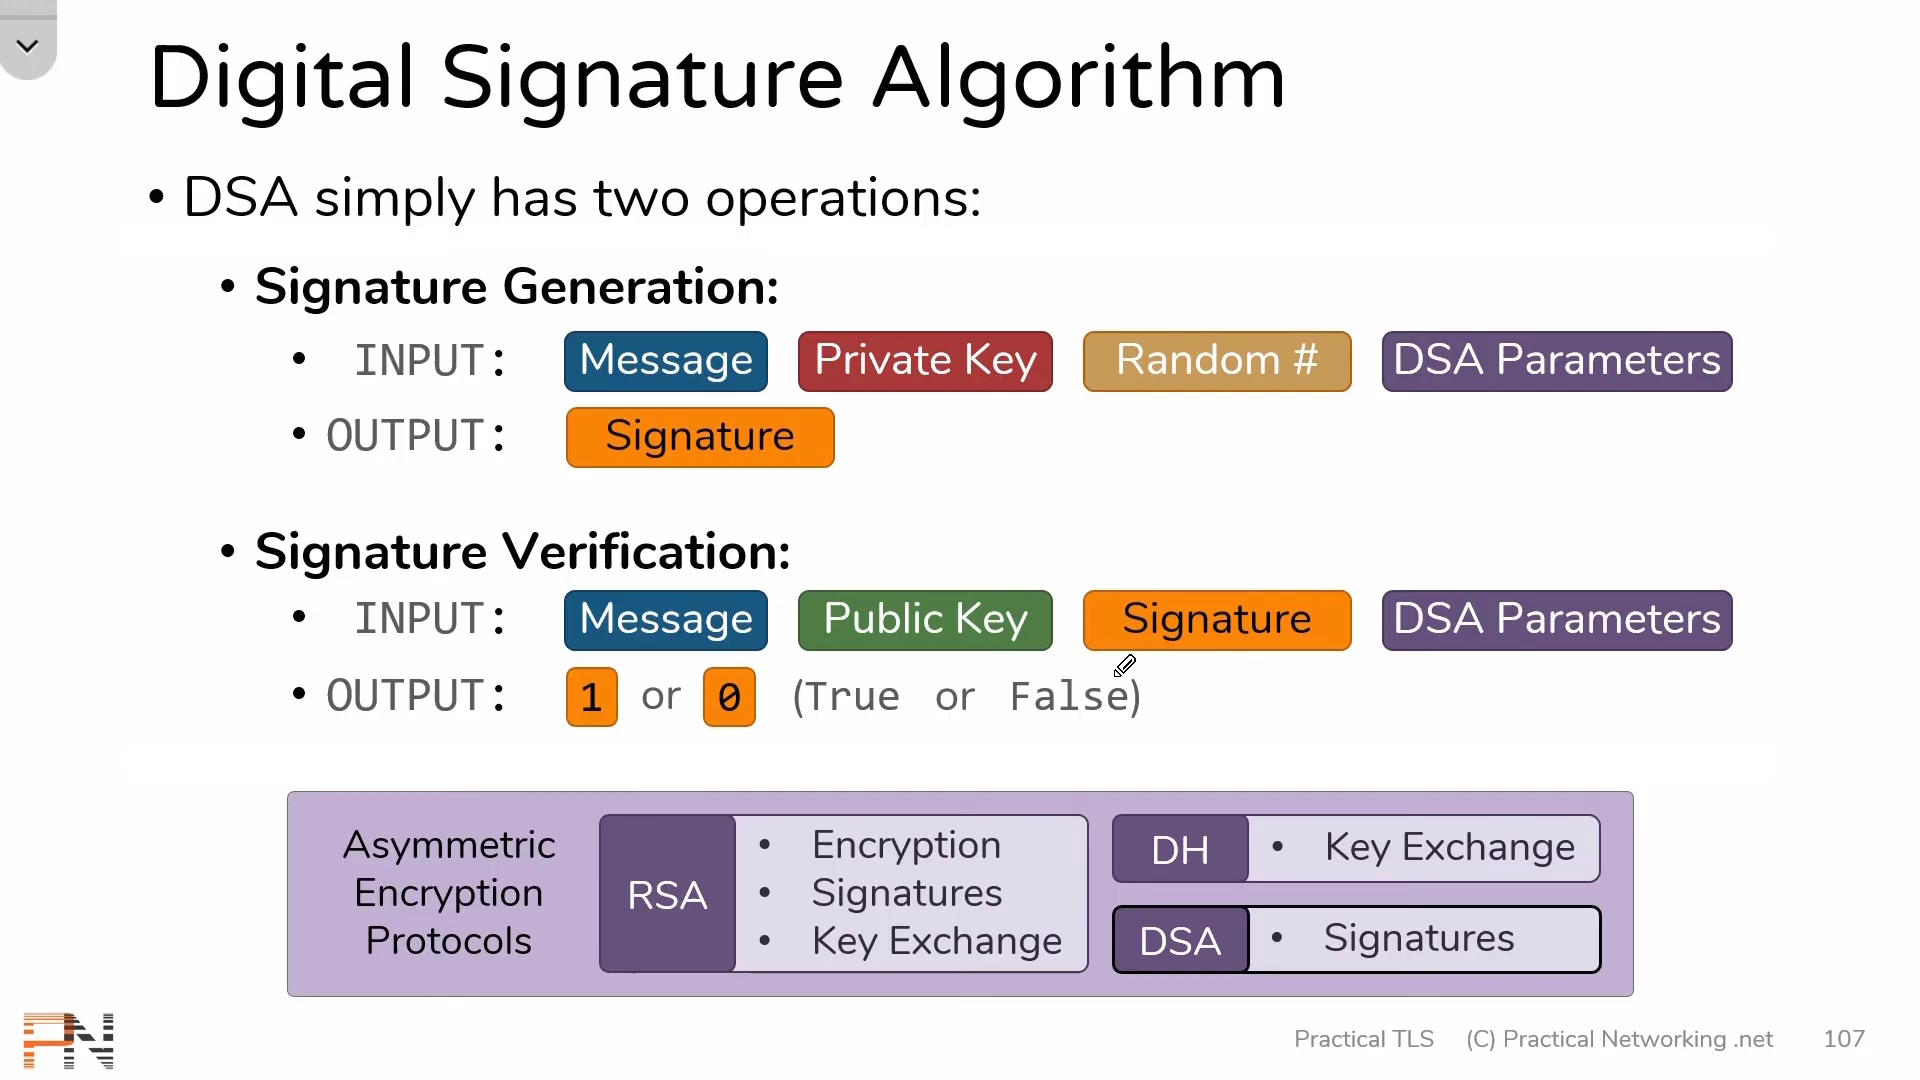 Digital Signature Algorithm
• DSA simply has two operations:
• Signature Generation:
• INPUT: Message Private Key Random # DSA Parameters
• OUTPUT: Signature
• Signature Verification:
• INPUT: Message Public Key Signature DSA Parameters
• OUTPUT: 1 or 0 (True or False)
Asymmetric
Encryption
Protocols
RSA
• Encryption
• Signatures
• Key Exchange
DH • Key Exchange
DSA • Signatures
PN
Practical TLS (C) Practical Networking .net 107